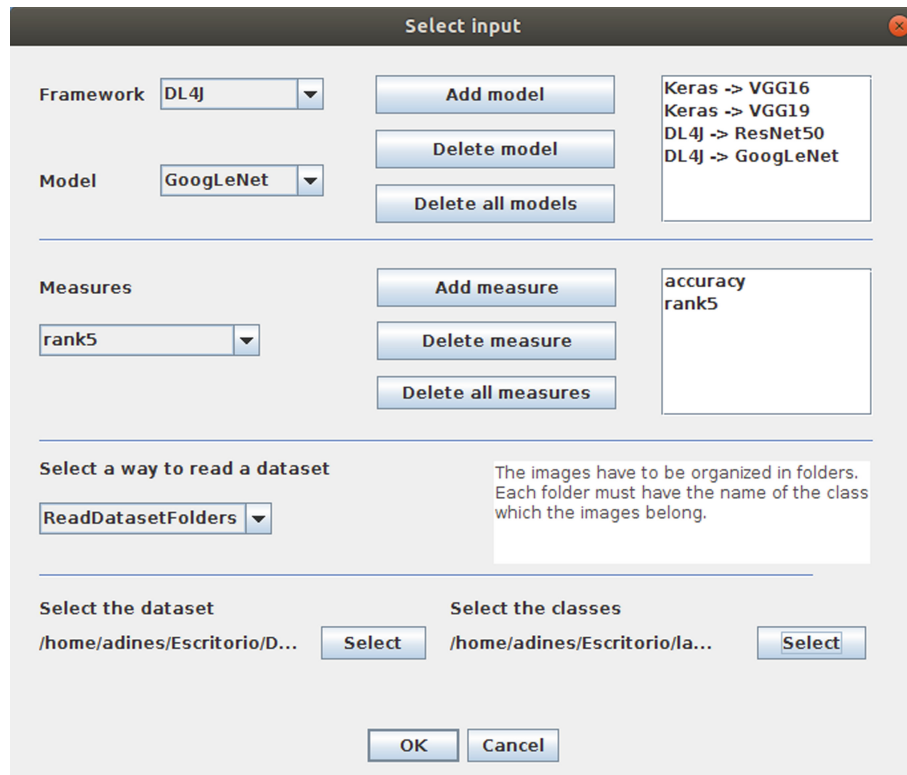 Select input
Framework DL4J
Add model
Keras -> VGG16
Keras -> VGG19
DL4J -> ResNet50
DL4J -> GoogLeNet
Delete model
Model GoogLeNet
Delete all models
Measures
Add measure
accuracy
rank5
rank5
Delete measure
Delete all measures
Select a way to read a dataset
The images have to be organized in folders.
Each folder must have the name of the class
which the images belong.
ReadDatasetFolders
Select the dataset
Select the classes
/home/adines/Escritorio/D... Select
/home/adines/Escritorio/la... Select
OK Cancel